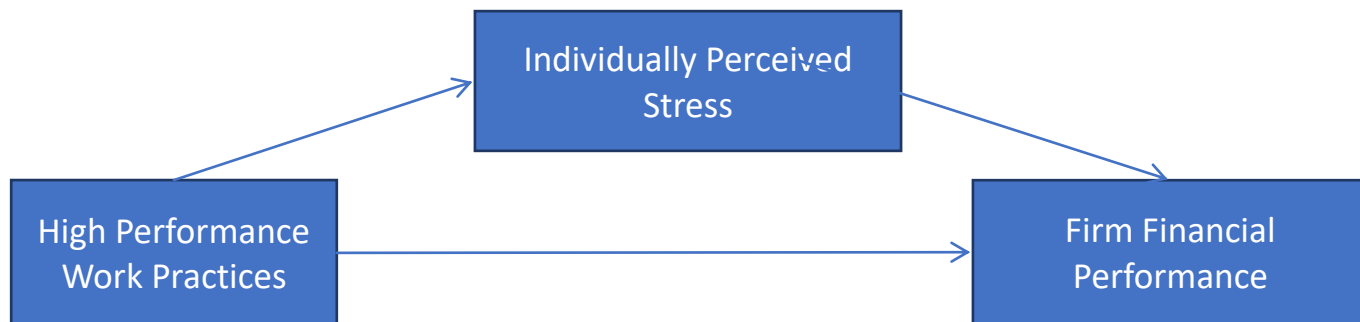 Individually Perceived
Stress
High Performance
Work Practices
Firm Financial
Performance